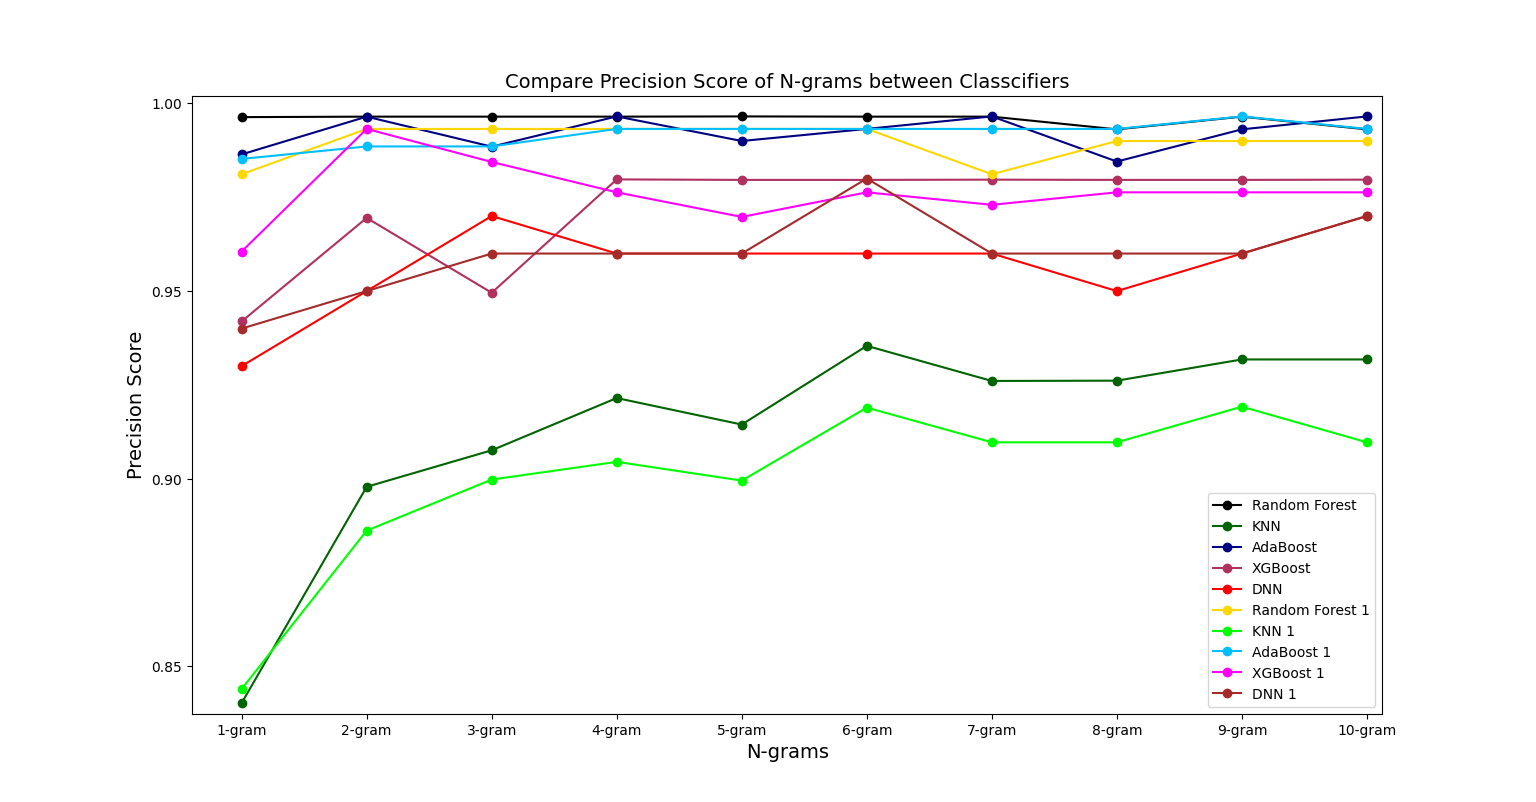 Compare Precision Score of N-grams between Classcifiers
Precision Score
1.00
0.95
0.90
0.85
1-gram 2-gram 3-gram 4-gram 5-gram 6-gram 7-gram 8-gram 9-gram 10-gram
N-grams
Random Forest
KNN
AdaBoost
XGBoost
DNN
Random Forest 1
KNN 1
AdaBoost 1
XGBoost 1
DNN 1